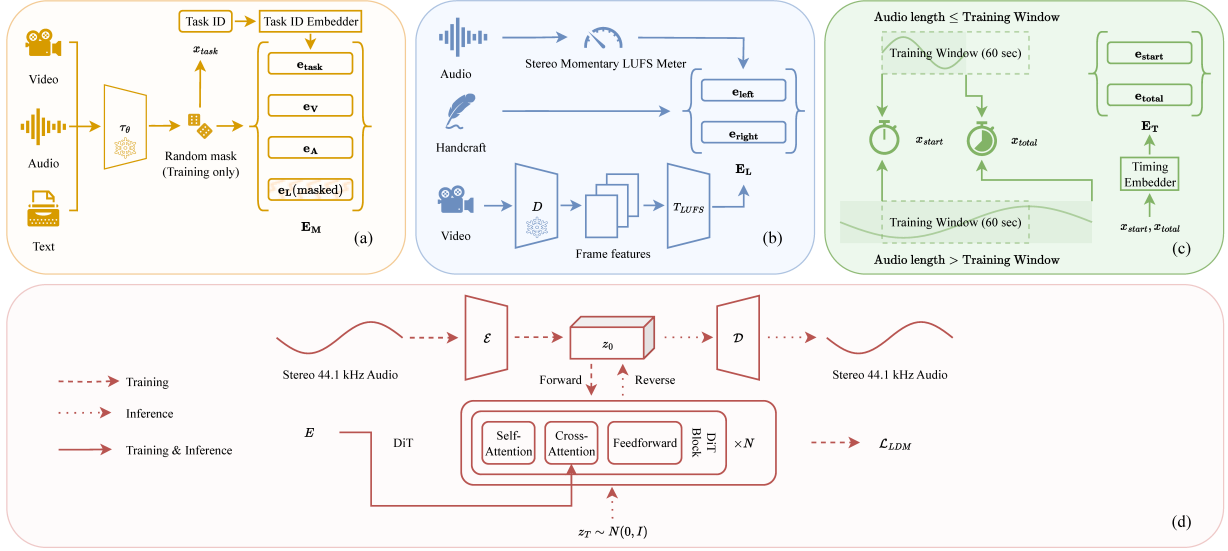 Task ID
Task ID Embedder
Video
x_task
e_task
e_V
τ_θ
Audio
Random mask
(Training only)
e_A
e_L(masked)
Text
E_M
(a)
Audio
Stereo Momentary LUFS Meter
e_left
Handcraft
e_right
E_L
Video
D
Frame features
T_LUFS
(b)
Audio length ≤ Training Window
Training Window (60 sec)
e_start
e_total
E_T
x_start
x_total
Timing
Embedder
Training Window (60 sec)
x_start, x_total
Audio length > Training Window
(c)
Stereo 44.1 kHz Audio
ℰ
z_0
𝒟
Stereo 44.1 kHz Audio
Forward
Reverse
Training
Inference
Training & Inference
E
DiT
Self-
Attention
Cross-
Attention
Feedforward
DiT
Block
×N
ℒ_LDM
z_T ∼ N(0, I)
(d)